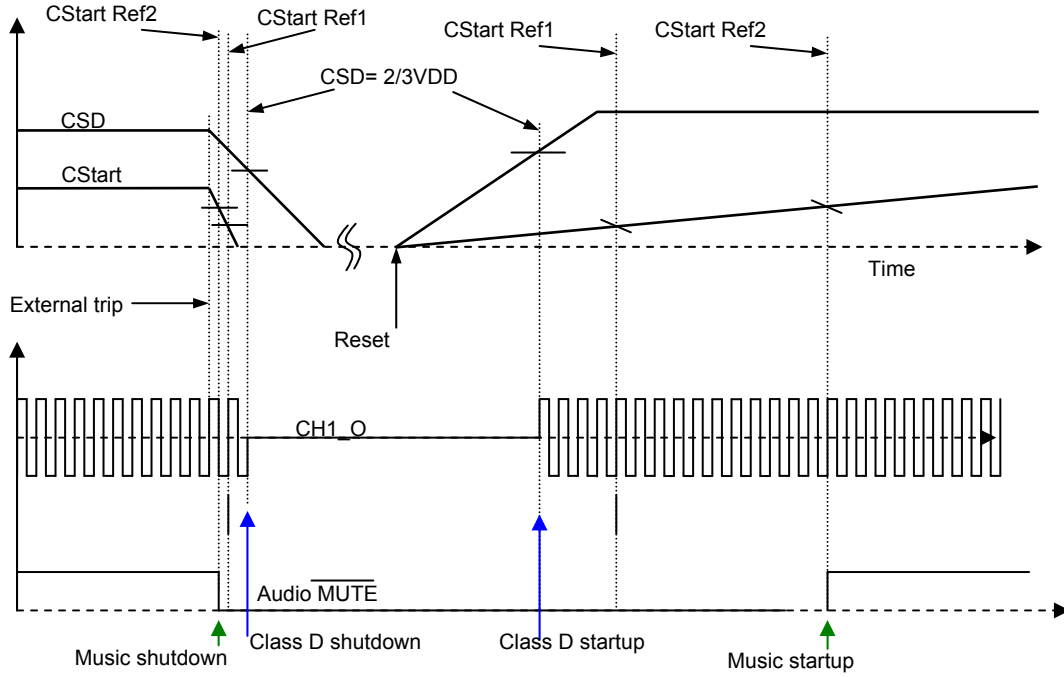 CStart Ref2
CStart Ref1
CStart Ref1
CStart Ref2
CSD= 2/3VDD
CSD
CStart
Time
External trip
Reset
CH1_O
Audio MUTE
Class D shutdown
Class D startup
Music shutdown
Music startup